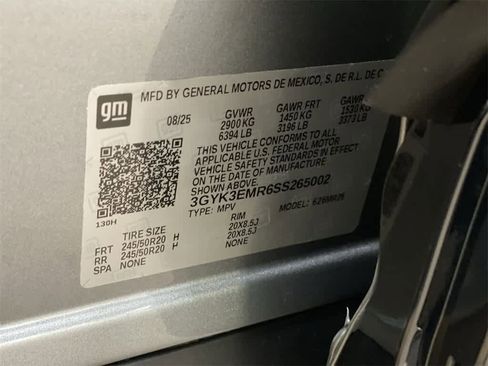 gm
MFD BY GENERAL MOTORS DE MEXICO, S. DE R.L. DE C
08/25 GVWR GAWR FRT GAWR
2900 KG 1450 KG 1530 KG
6394 LB 3196 LB 3373 LB
THIS VEHICLE CONFORMS TO ALL
APPLICABLE U.S. FEDERAL MOTOR
VEHICLE SAFETY STANDARDS IN EFFECT
ON THE DATE OF MANUFACTURE SHOWN ABOVE.
3GYK3EMR6SS265002
TYPE: MPV MODEL: 6Z6MR26
130H
TIRE SIZE RIM
FRT 245/50R20 H 20X8.5J
RR 245/50R20 H 20X8.5J
SPA NONE NONE